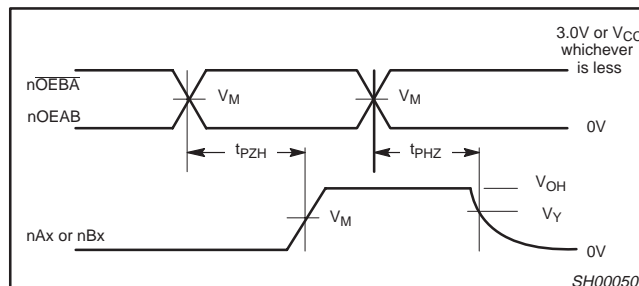 3.0V or VCC
whichever
is less
nOEBA
nOEAB
VM
VM
0V
tPZH
tPHZ
VOH
VY
VM
nAx or nBx
0V
SH00050